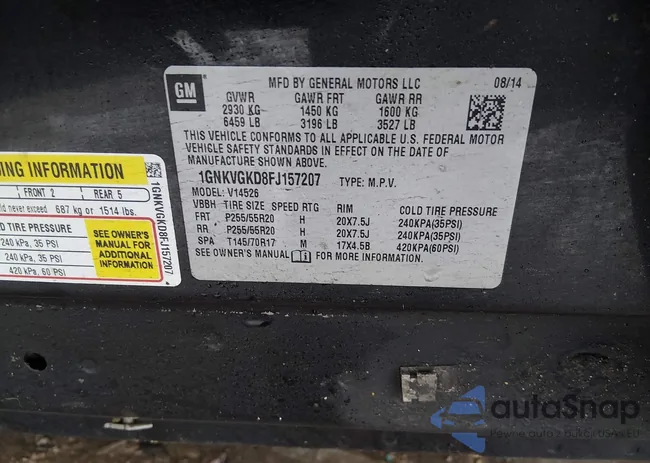 GM
MFD BY GENERAL MOTORS LLC 08/14
GVWR GAWR FRT GAWR RR
2930 KG 1450 KG 1600 KG
6459 LB 3196 LB 3527 LB
THIS VEHICLE CONFORMS TO ALL APPLICABLE U.S. FEDERAL MOTOR
VEHICLE SAFETY STANDARDS IN EFFECT ON THE DATE OF
MANUFACTURE SHOWN ABOVE.
1GNKVGKD8FJ157207 TYPE: M.P.V.
MODEL: V14526
VBBH TIRE SIZE SPEED RTG RIM COLD TIRE PRESSURE
FRT P255/55R20 H 20X7.5J 240KPA(35PSI)
RR P255/55R20 H 20X7.5J 240KPA(35PSI)
SPA T145/70R17 M 17X4.5B 420KPA(60PSI)
SEE OWNER'S MANUAL FOR MORE INFORMATION.
ING INFORMATION
FRONT 2 REAR 5
ld never exceed 687 kg or 1514 lbs.
LD TIRE PRESSURE
240 kPa, 35 PSI
240 kPa, 35 PSI
420 kPa, 60 PSI
SEE OWNER'S
MANUAL FOR
ADDITIONAL
INFORMATION
1GNKVGKD8FJ157207
autoSnap